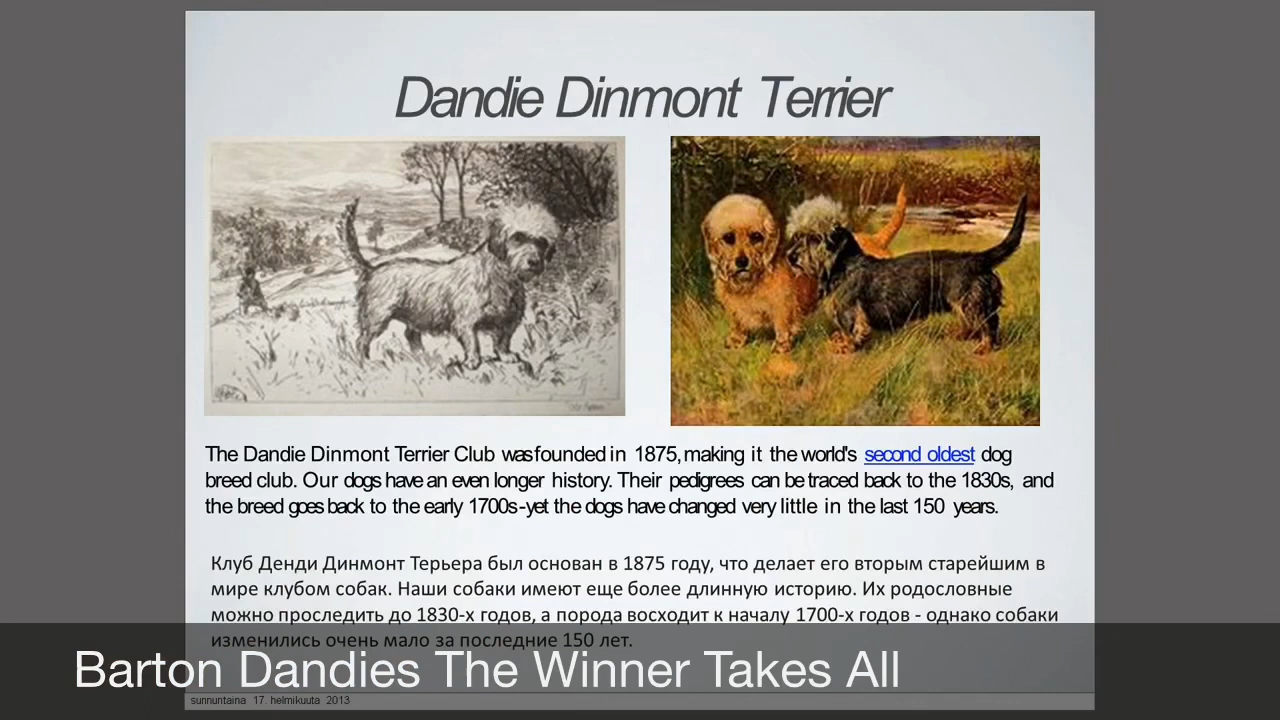 Dandie Dinmont Terrier
The Dandie Dinmont Terrier Club was founded in 1875, making it the world's second oldest dog
breed club. Our dogs have an even longer history. Their pedigrees can be traced back to the 1830s, and
the breed goes back to the early 1700s -yet the dogs have changed very little in the last 150 years.
Клуб Денди Динмонт Терьера был основан в 1875 году, что делает его вторым старейшим в
мире клубом собак. Наши собаки имеют еще более длинную историю. Их родословные
можно проследить до 1830-х годов, а порода восходит к началу 1700-х годов - однако собаки
изменились очень мало за последние 150 лет.
Barton Dandies The Winner Takes All
sunnuntaina 17. helmikuuta 2013